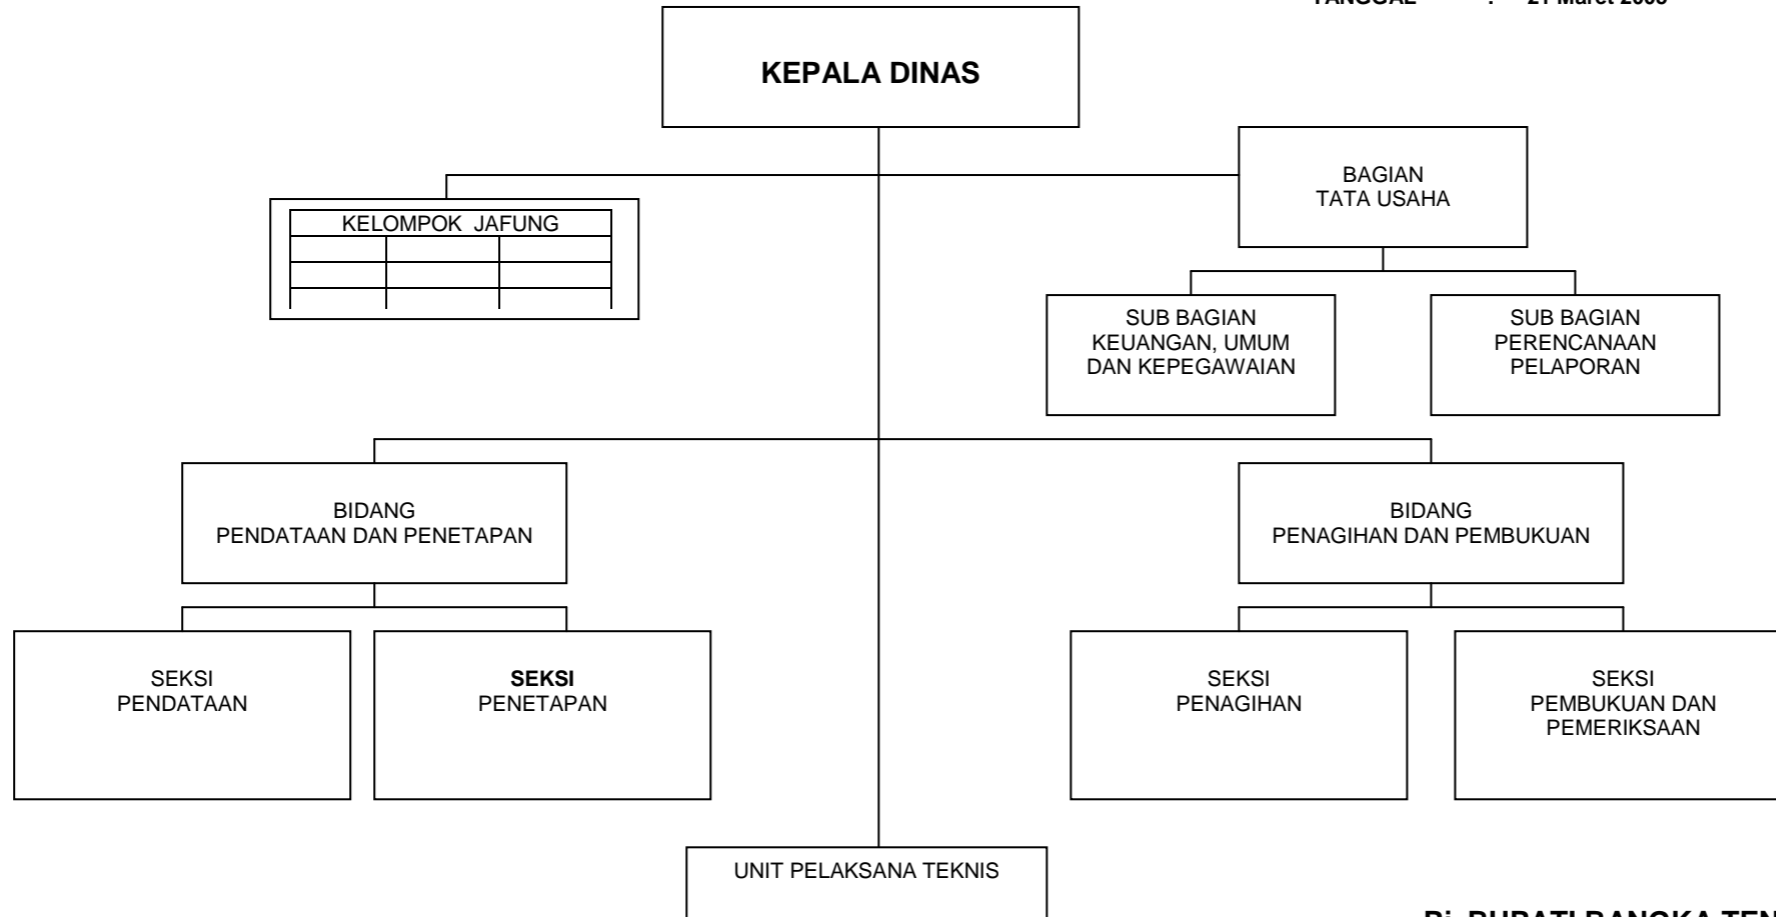 KEPALA DINAS
BAGIAN
TATA USAHA
KELOMPOK JAFUNG
SUB BAGIAN
KEUANGAN, UMUM
DAN KEPEGAWAIAN
SUB BAGIAN
PERENCANAAN
PELAPORAN
BIDANG
PENDATAAN DAN PENETAPAN
BIDANG
PENAGIHAN DAN PEMBUKUAN
SEKSI
PENDATAAN
SEKSI
PENETAPAN
SEKSI
PENAGIHAN
SEKSI
PEMBUKUAN DAN
PEMERIKSAAN
UNIT PELAKSANA TEKNIS
BUPATI BANGKA